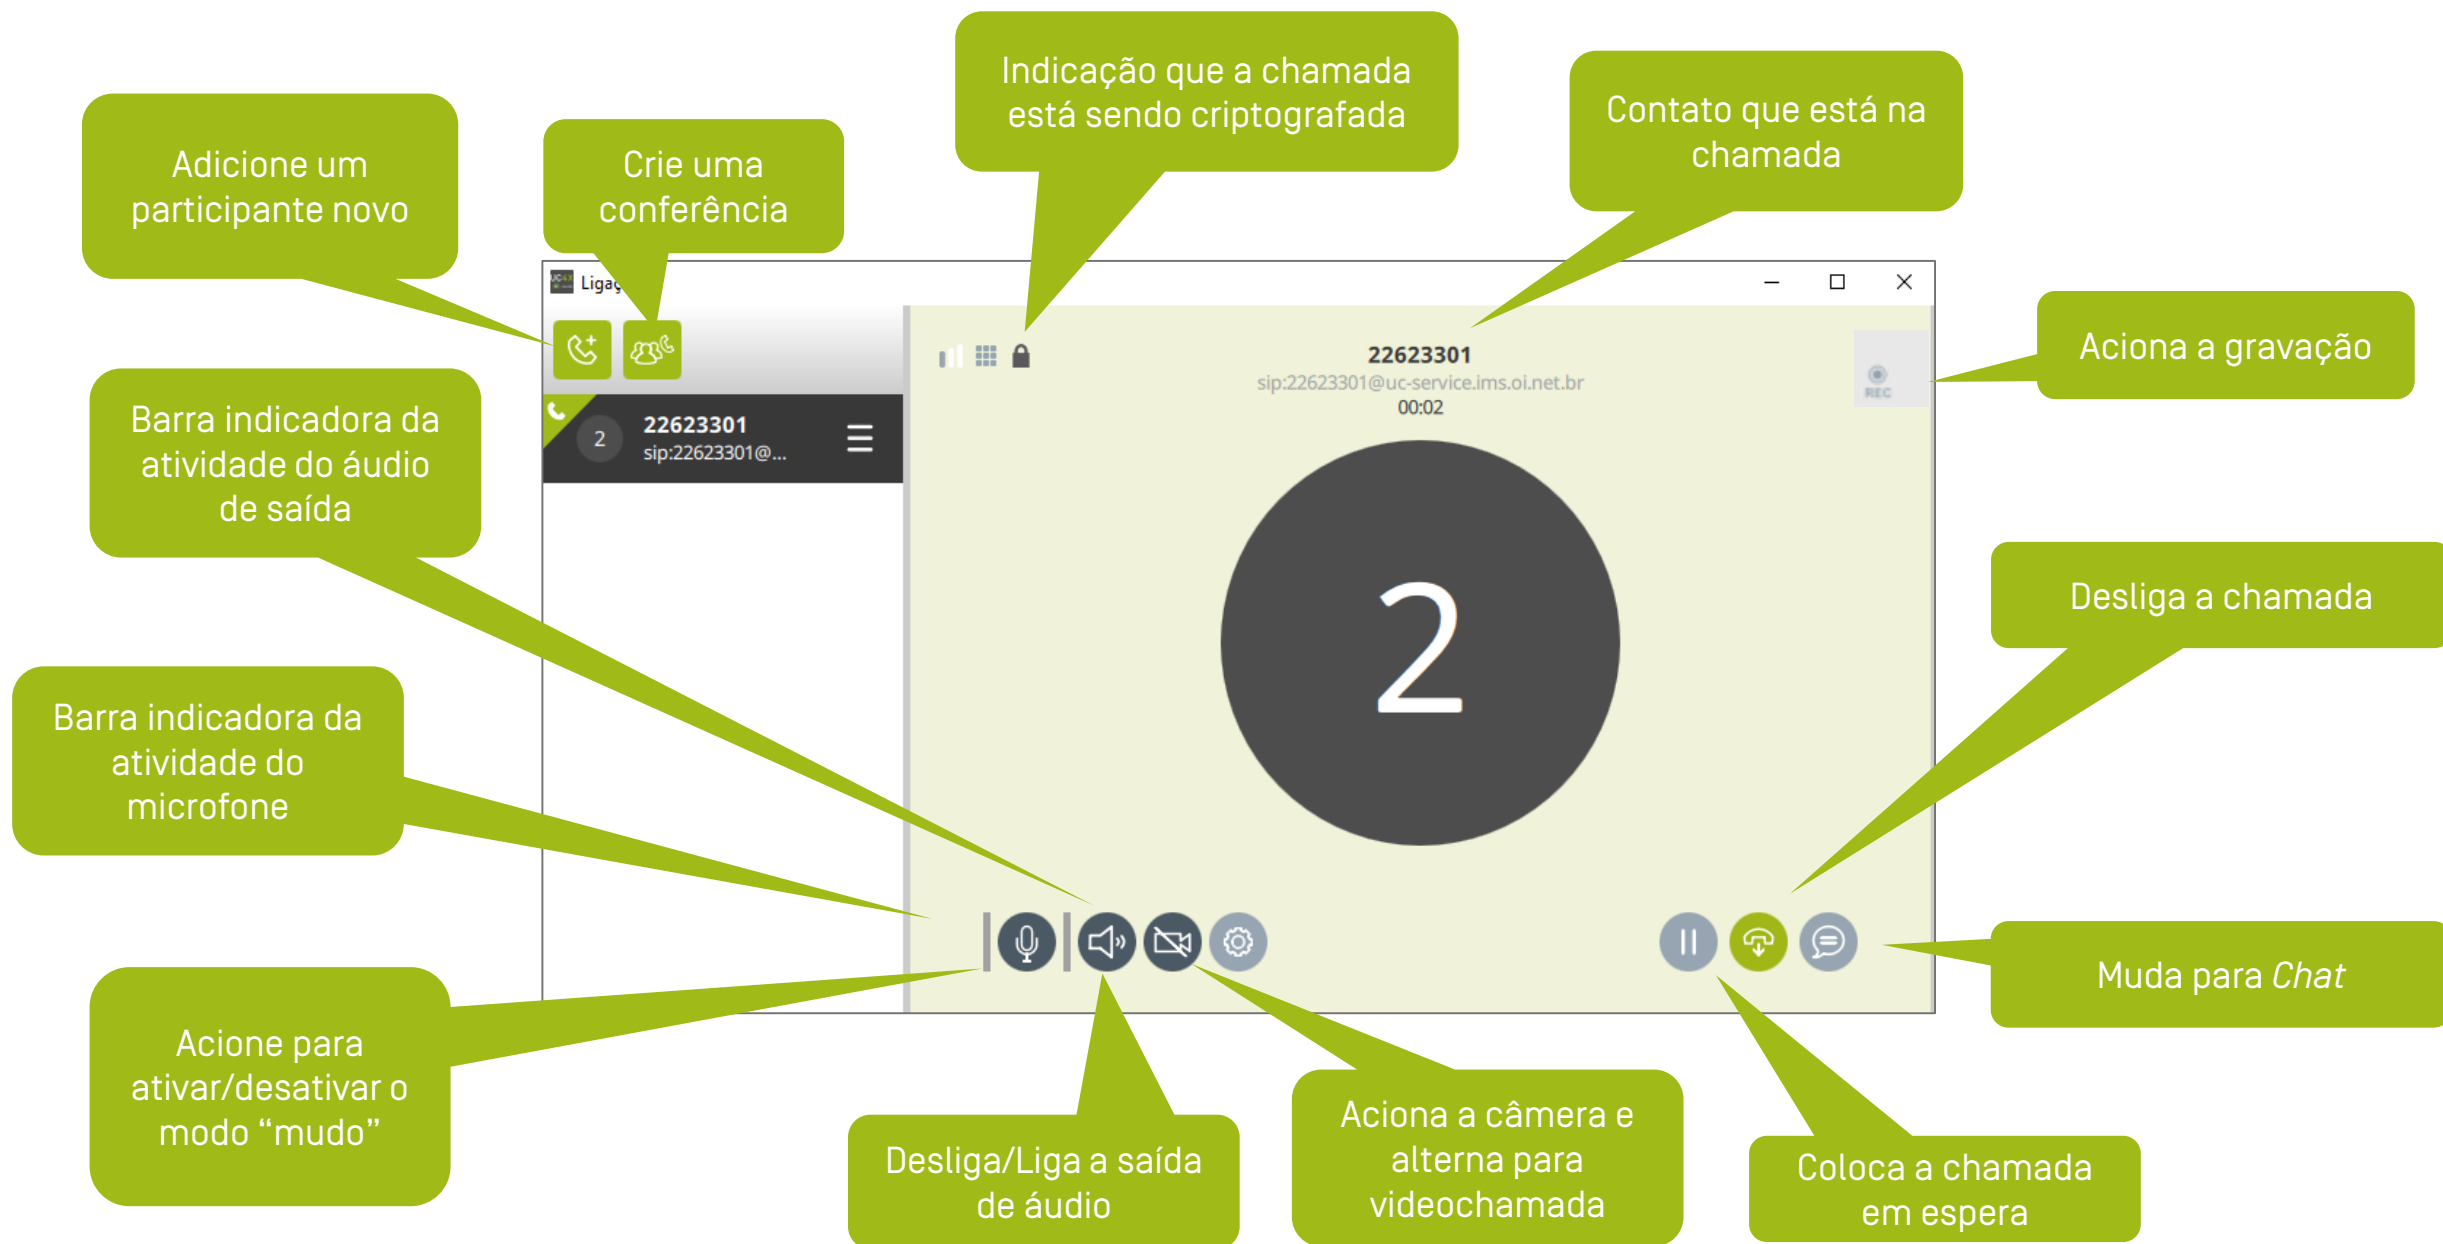 Indicação que a chamada
está sendo criptografada
Contato que está na
chamada
Adicione um
participante novo
Crie uma
conferência
Aciona a gravação
22623301
sip:22623301@uc-service.ims.oi.net.br
00:02
REC
2
22623301
sip:22623301@...
Barra indicadora da
atividade do áudio
de saída
2
Desliga a chamada
Barra indicadora da
atividade do
microfone
Muda para Chat
Acione para
ativar/desativar o
modo “mudo”
Desliga/Liga a saída
de áudio
Aciona a câmera e
alterna para
videochamada
Coloca a chamada
em espera